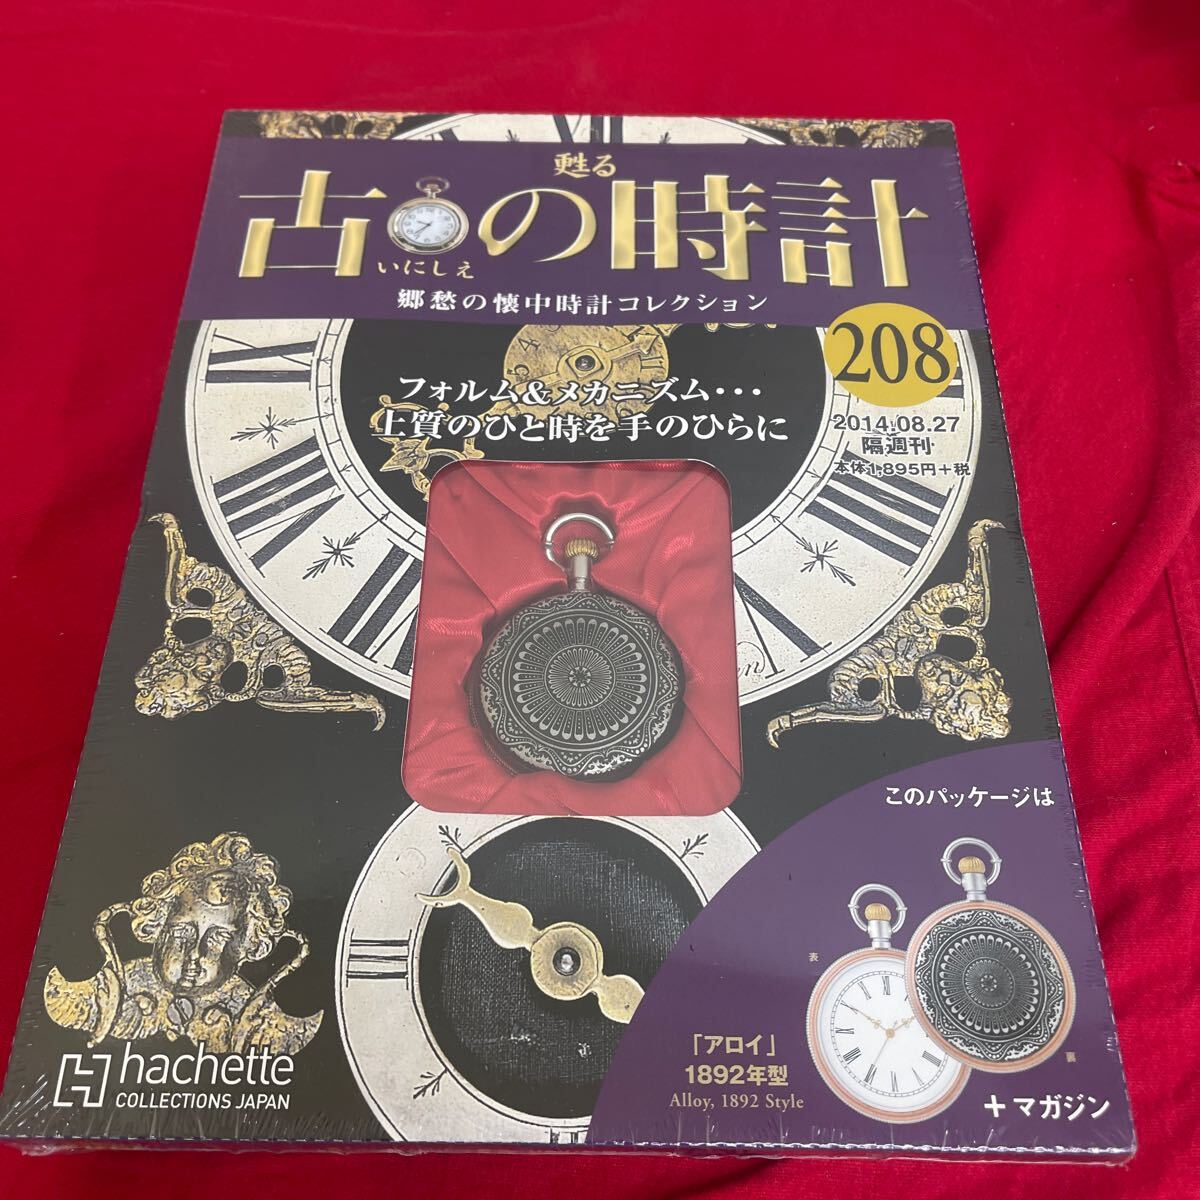 甦る
古の時計
いにしえ
郷愁の懐中時計コレクション
208
2014.08.27
隔週刊
本体1,895円+税
フォルム&メカニズム・・・
上質のひと時を手のひらに
このパッケージは
表
裏
「アロイ」
1892年型
Alloy, 1892 Style
+マガジン
hachette
COLLECTIONS JAPAN